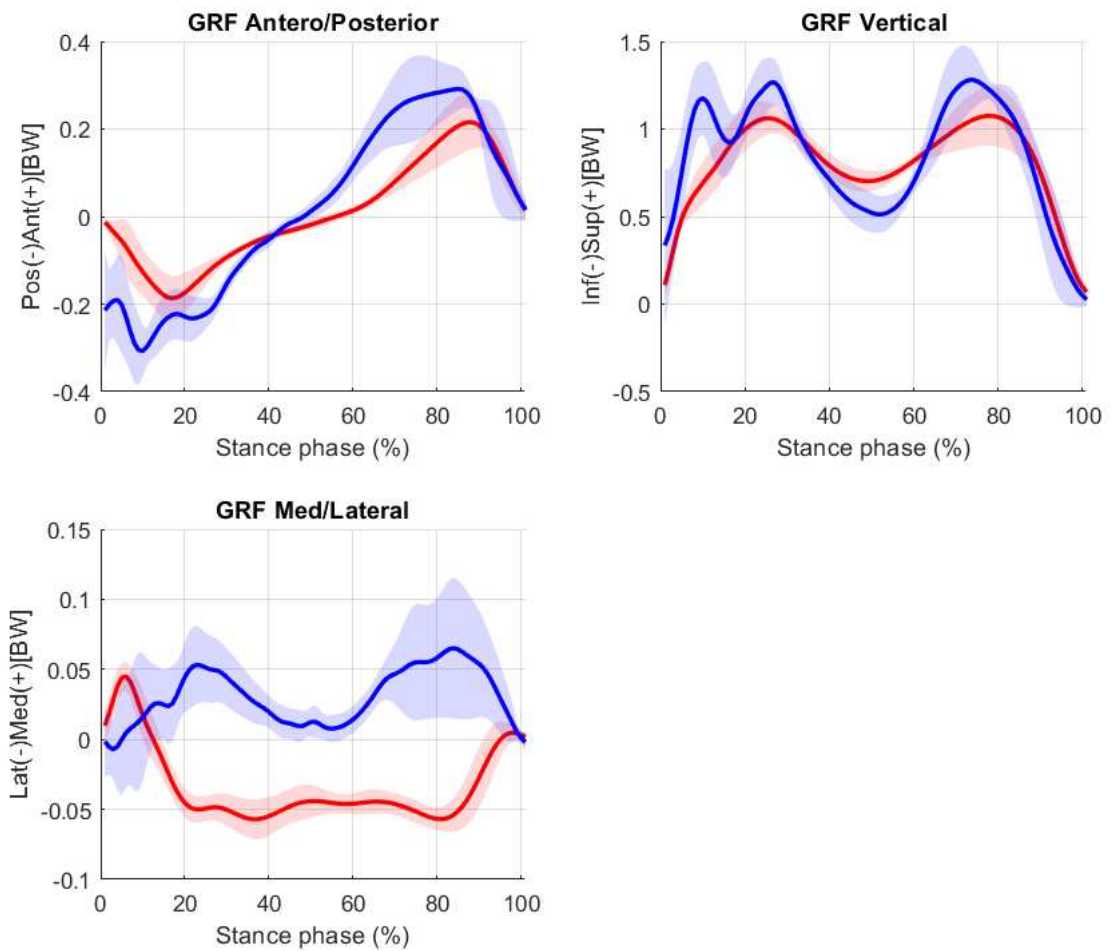 GRF Antero/Posterior
Pos(-)Ant(+)[BW]
0.4
0.2
0
-0.2
-0.4
0 20 40 60 80 100
Stance phase (%)
GRF Vertical
Inf(-)Sup(+)[BW]
1.5
1
0.5
0
-0.5
0 20 40 60 80 100
Stance phase (%)
GRF Med/Lateral
Lat(-)Med(+)[BW]
0.15
0.1
0.05
0
-0.05
-0.1
0 20 40 60 80 100
Stance phase (%)